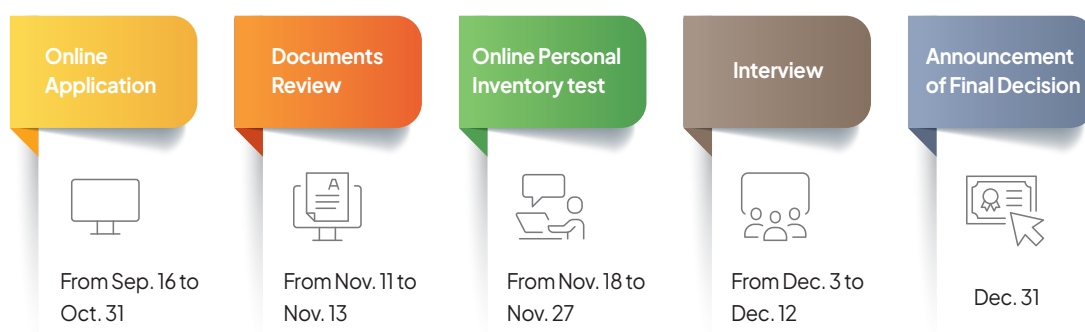 Online
Application
From Sep. 16 to
Oct. 31
Documents
Review
A
From Nov. 11 to
Nov. 13
Online Personal
Inventory test
From Nov. 18 to
Nov. 27
Interview
From Dec. 3 to
Dec. 12
Announcement
of Final Decision
Dec. 31